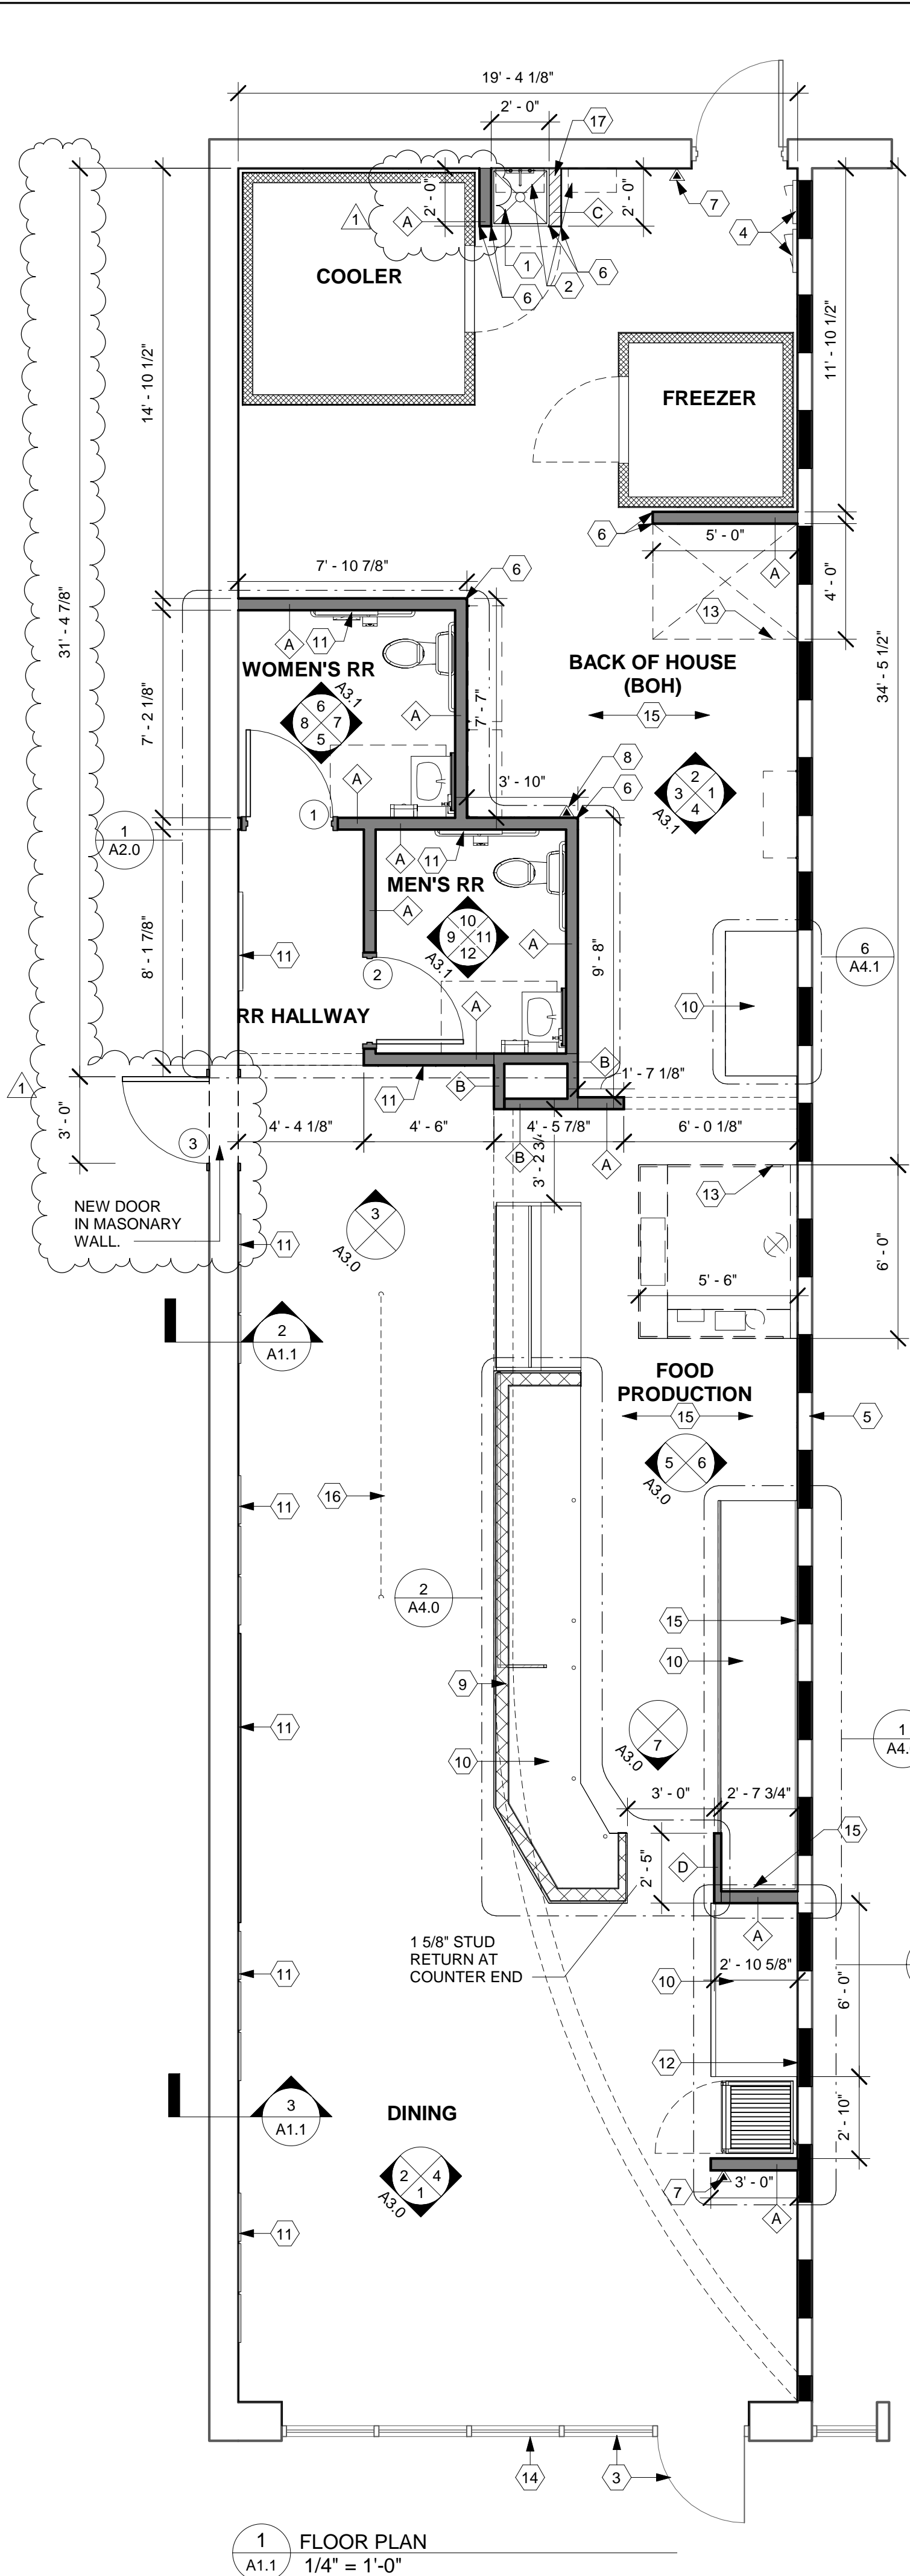 19' - 4 1/8"
2' - 0"
17
7
4
2' - 0"
1
A
C
2' - 0"
1
6
2
6
COOLER
14' - 10 1/2"
11' - 10 1/2"
FREEZER
6
5' - 0"
A
4' - 0"
7' - 10 7/8"
6
13
31' - 4 7/8"
34' - 5 1/2"
A
11
WOMEN'S RR
BACK OF HOUSE
(BOH)
15
7' - 2 1/8"
6
8
7
5
A3.1
A
7' - 7"
3' - 10"
8
6
2
3
1
4
A3.1
1
A2.0
1
A
A
11
MEN'S RR
A
10
9
11
12
A3.1
A
9' - 8"
6
A4.1
8' - 1 7/8"
11
2
10
RR HALLWAY
A
B
B
1' - 7 1/8"
11
1
3' - 0"
3
4' - 4 1/8"
4' - 6"
4' - 5 7/8"
6' - 0 1/8"
B
A
3' - 2 3/4
NEW DOOR
IN MASONARY
WALL.
11
3
A3.0
13
5' - 6"
6' - 0"
2
A1.1
FOOD
PRODUCTION
15
5
5
6
A3.0
16
11
2
A4.0
15
10
9
11
7
A3.0
1
A4.
10
3' - 0"
2' - 7 3/4"
15
D
2' - 5"
A
1 5/8" STUD
RETURN AT
COUNTER END
11
2' - 10 5/8"
10
6' - 0"
12
3
A1.1
DINING
2' - 10"
2
4
1
A3.0
7
3' - 0"
A
11
14
3
1
A1.1
FLOOR PLAN
1/4" = 1'-0"